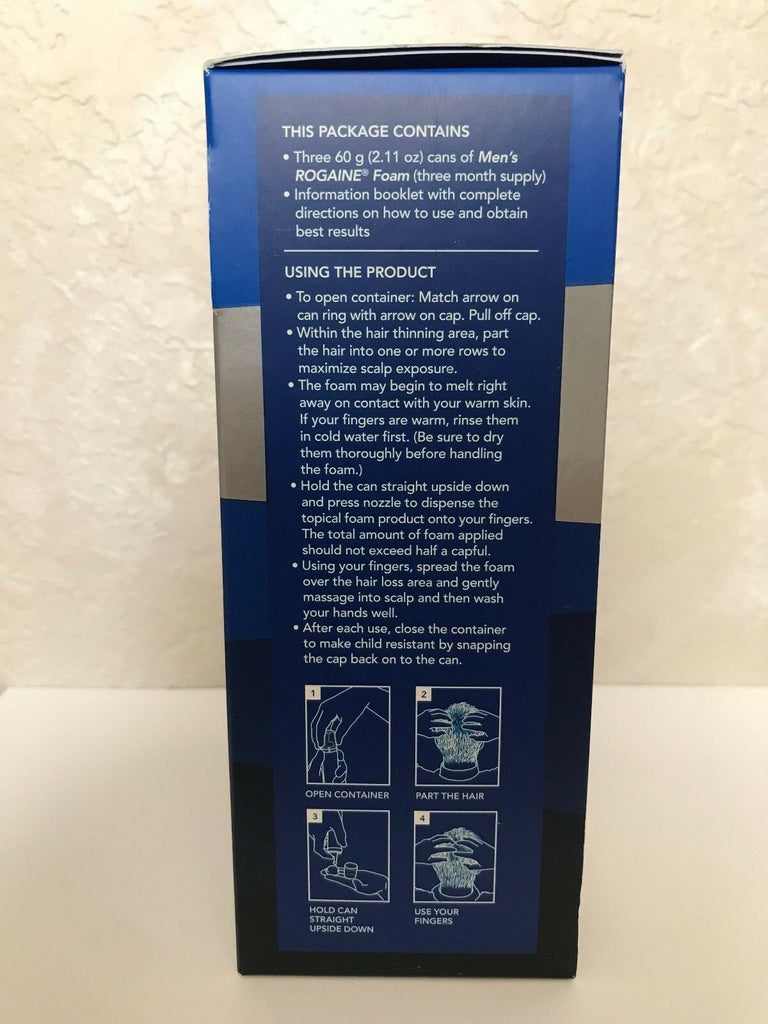 THIS PACKAGE CONTAINS
• Three 60 g (2.11 oz) cans of Men's
ROGAINE® Foam (three month supply)
• Information booklet with complete
directions on how to use and obtain
best results
USING THE PRODUCT
• To open container: Match arrow on
can ring with arrow on cap. Pull off cap.
• Within the hair thinning area, part
the hair into one or more rows to
maximize scalp exposure.
• The foam may begin to melt right
away on contact with your warm skin.
If your fingers are warm, rinse them
in cold water first. (Be sure to dry
them thoroughly before handling
the foam.)
• Hold the can straight upside down
and press nozzle to dispense the
topical foam product onto your fingers.
The total amount of foam applied
should not exceed half a capful.
• Using your fingers, spread the foam
over the hair loss area and gently
massage into scalp and then wash
your hands well.
• After each use, close the container
to make child resistant by snapping
the cap back on to the can.
1
OPEN CONTAINER
2
PART THE HAIR
3
HOLD CAN
STRAIGHT
UPSIDE DOWN
4
USE YOUR
FINGERS